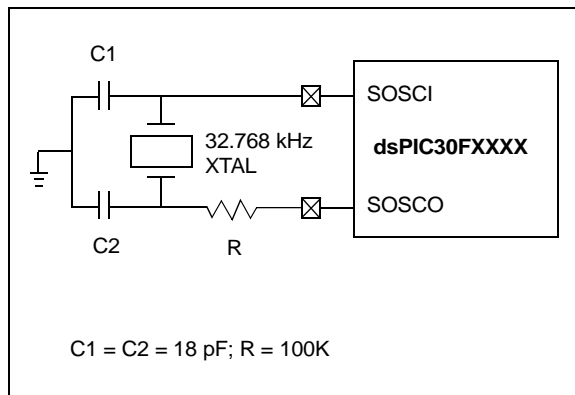 C1
SOSCI
32.768 kHz
XTAL
dsPIC30FXXXX
SOSCO
C2
R
C1 = C2 = 18 pF; R = 100K